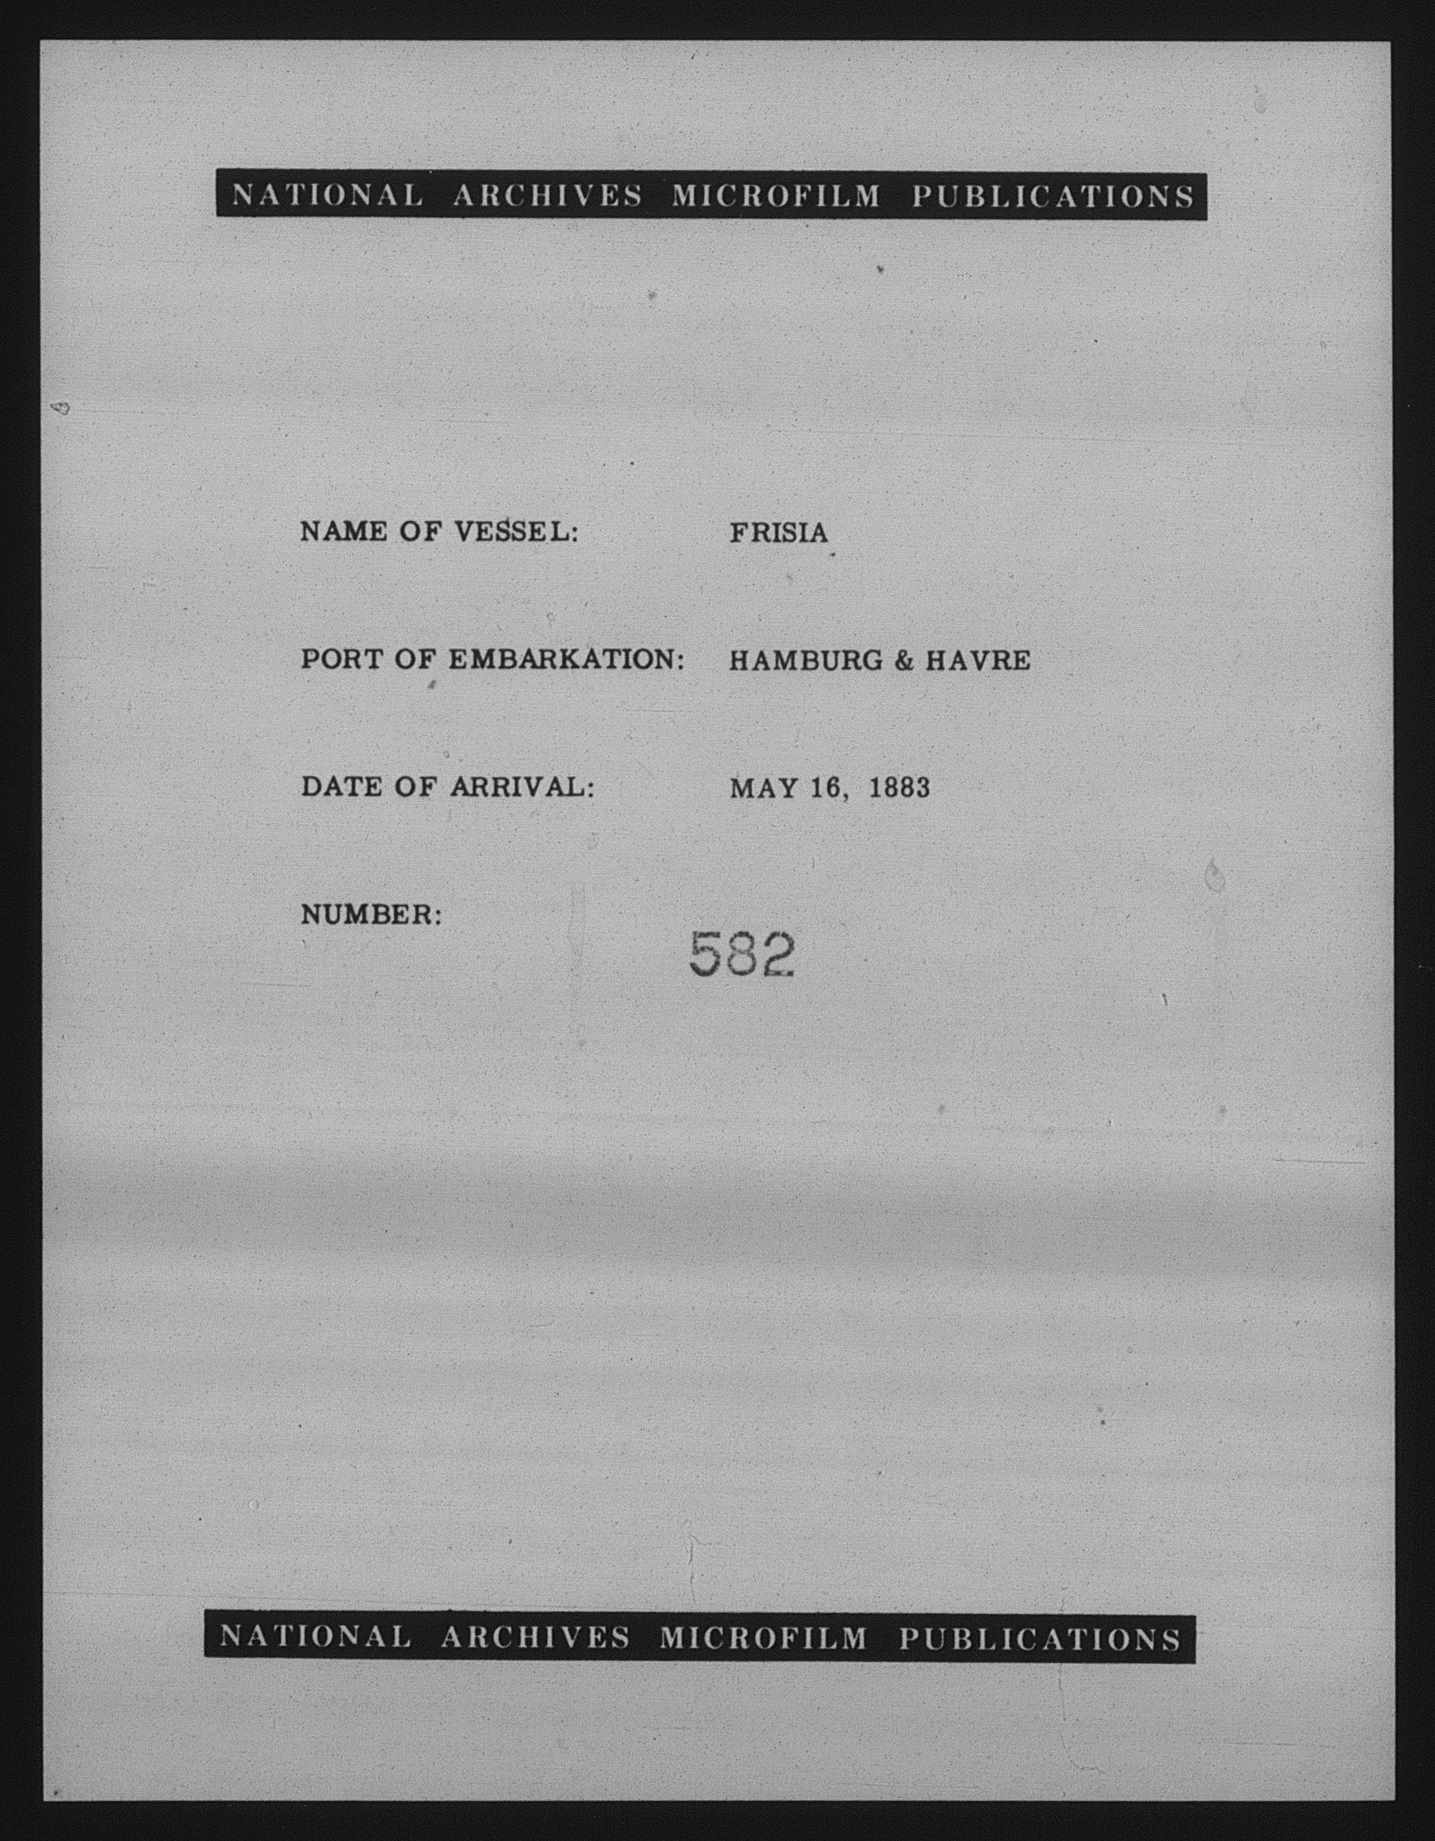 NATIONAL ARCHIVES MICROFILM PUBLICATIONS
NAME OF VESSEL: FRISIA
PORT OF EMBARKATION: HAMBURG & HAVRE
DATE OF ARRIVAL: MAY 16, 1883
NUMBER:
582
NATIONAL ARCHIVES MICROFILM PUBLICATIONS